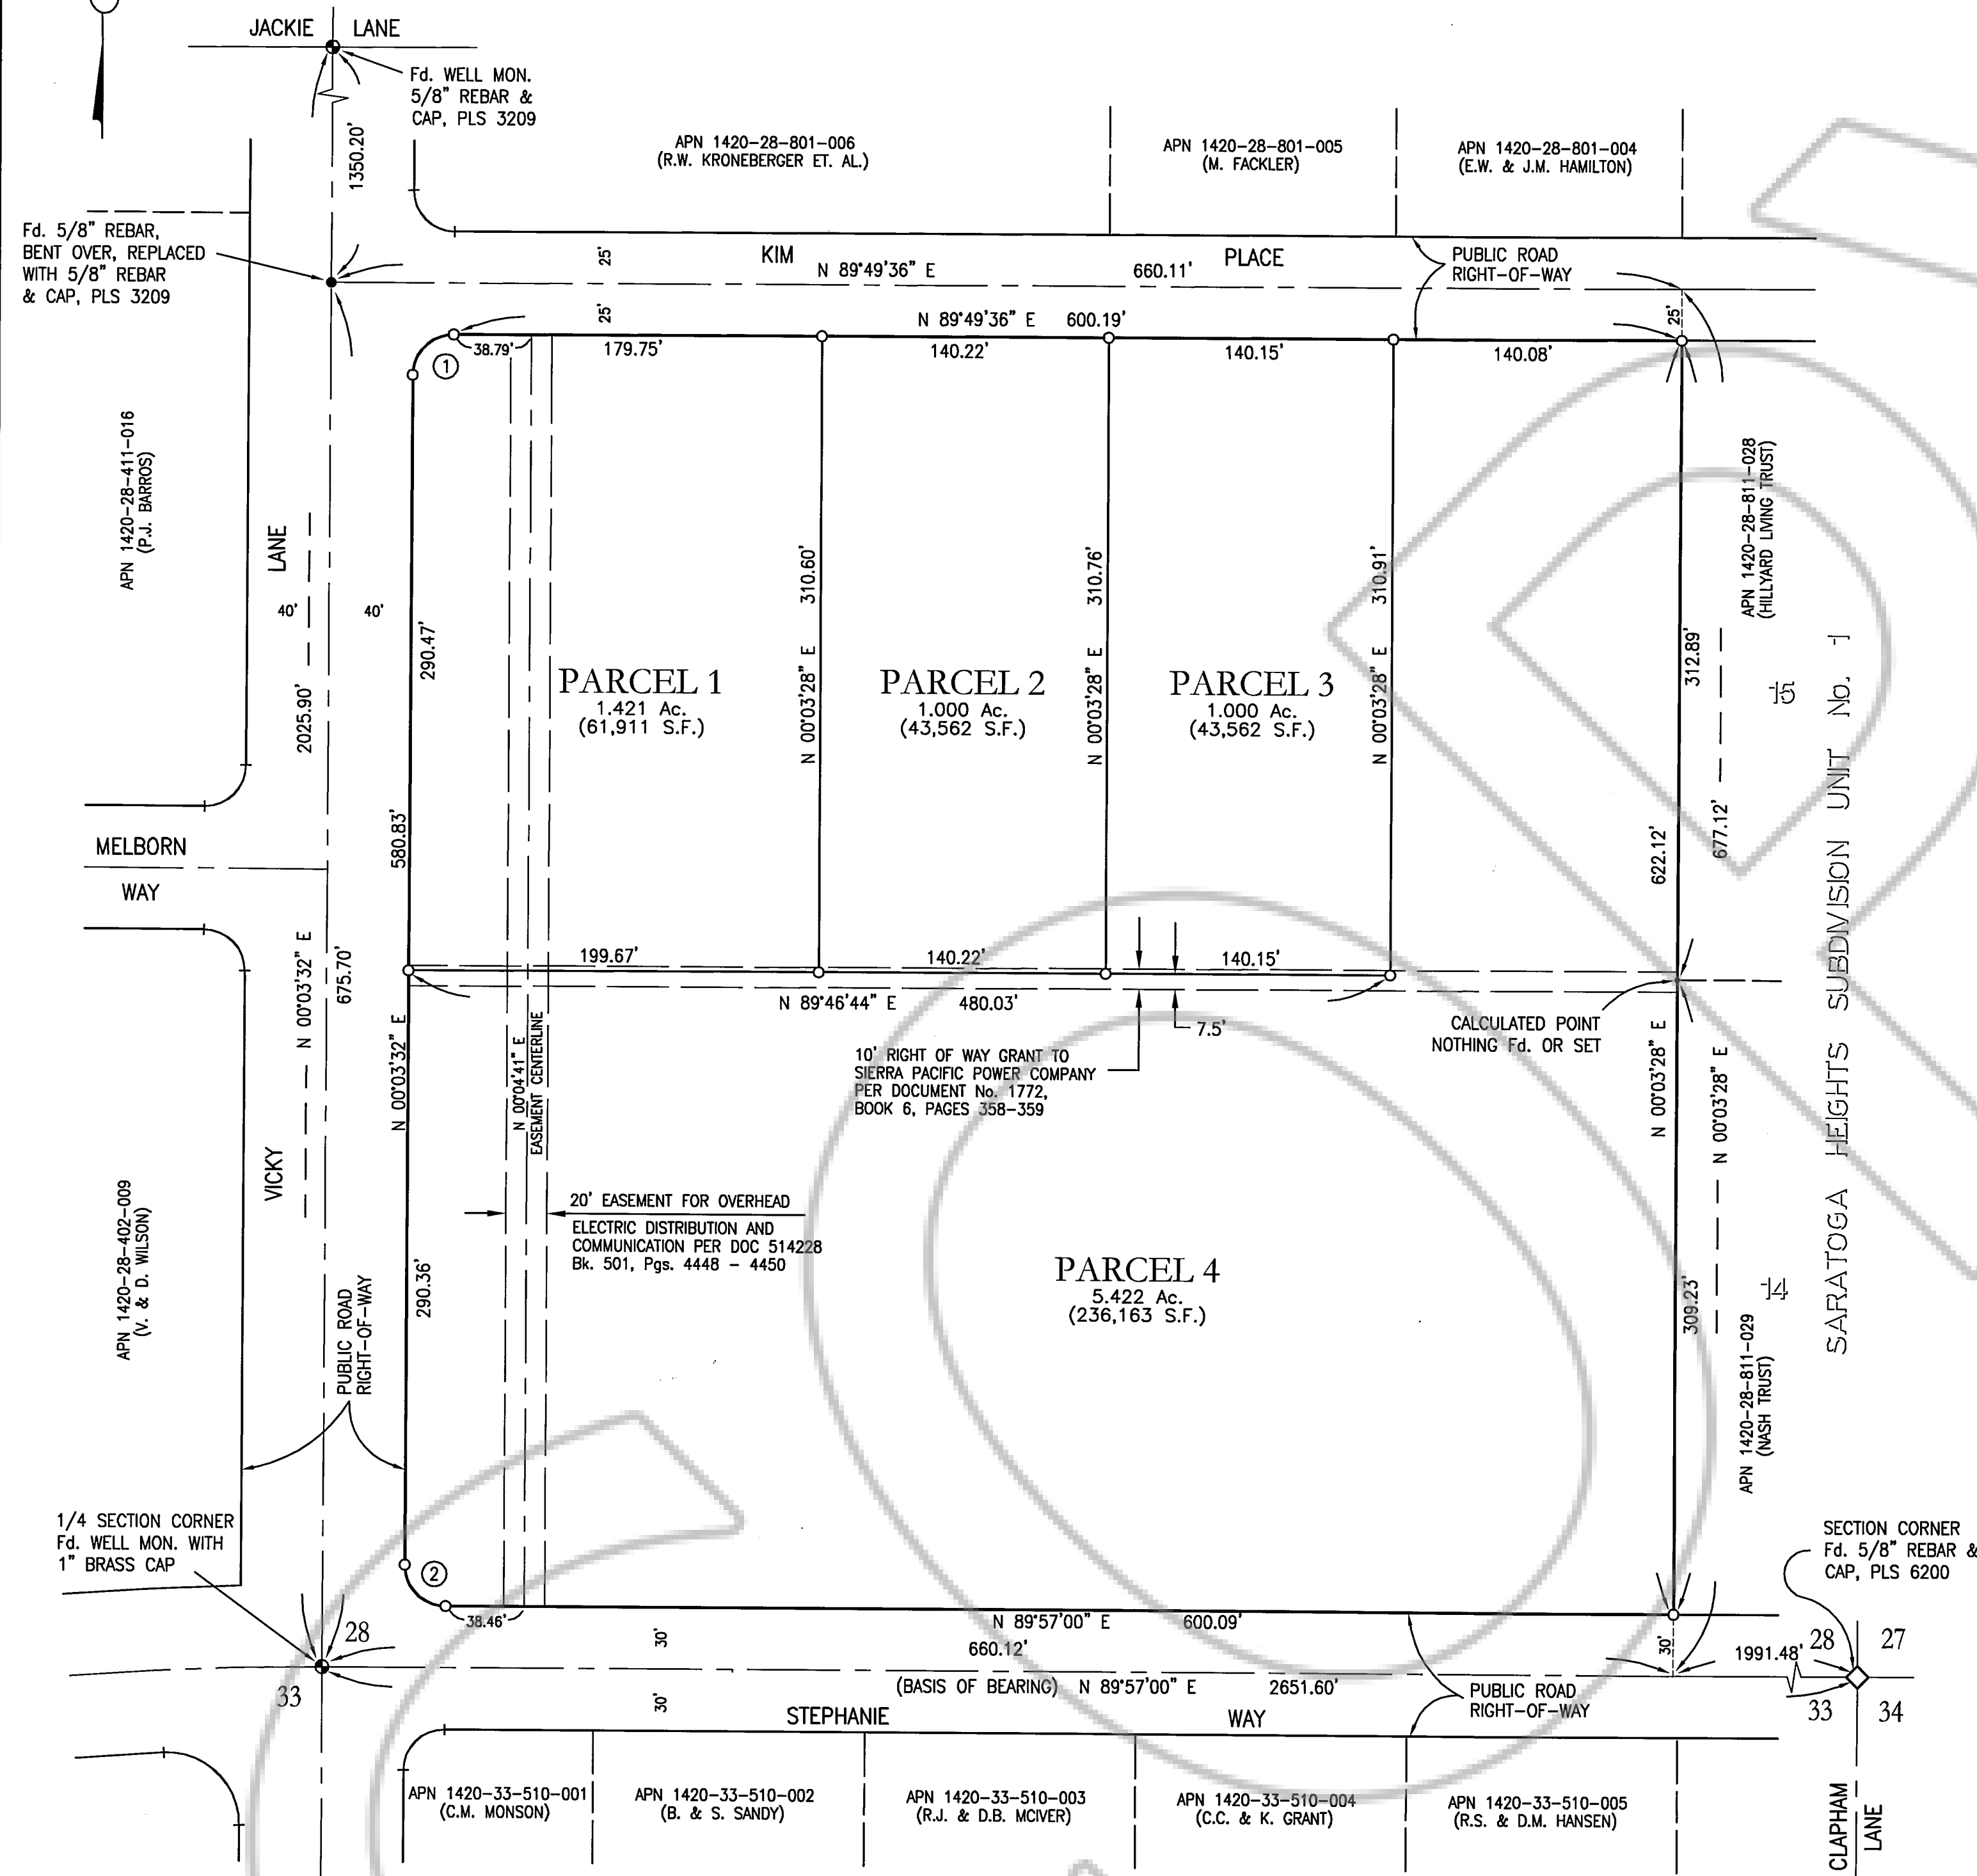 JACKIE LANE
Fd. WELL MON.
5/8" REBAR &
CAP, PLS 3209
1350.20'
APN 1420-28-801-006
(R.W. KRONEBERGER ET. AL.)
APN 1420-28-801-005
(M. FACKLER)
APN 1420-28-801-004
(E.W. & J.M. HAMILTON)
Fd. 5/8" REBAR,
BENT OVER, REPLACED
WITH 5/8" REBAR
& CAP, PLS 3209
25'
KIM PLACE
N 89°49'36" E 660.11'
PUBLIC ROAD
RIGHT-OF-WAY
25'
N 89°49'36" E 600.19'
25'
38.79'
179.75'
140.22'
140.15'
140.08'
1
APN 1420-28-411-016
(P.J. BARROS)
LANE
40'
40'
2025.90'
290.47'
580.83'
N 00°03'28" E 310.60'
N 00°03'28" E 310.76'
N 00°03'28" E 310.91'
PARCEL 1
1.421 Ac.
(61,911 S.F.)
PARCEL 2
1.000 Ac.
(43,562 S.F.)
PARCEL 3
1.000 Ac.
(43,562 S.F.)
312.89'
622.12'
677.12'
APN 1420-28-811-028
(HILLYARD LIVING TRUST)
15
SARATOGA HEIGHTS SUBDIVISION UNIT No. 1
MELBORN
WAY
N 00°03'32" E
675.70'
N 00°03'32" E
199.67'
140.22'
140.15'
N 89°46'44" E 480.03'
7.5'
CALCULATED POINT
NOTHING Fd. OR SET
10' RIGHT OF WAY GRANT TO
SIERRA PACIFIC POWER COMPANY
PER DOCUMENT No. 1772,
BOOK 6, PAGES 358-359
N 00°04'41" E
EASEMENT CENTERLINE
N 00°03'28" E
N 00°03'28" E
VICKY
20' EASEMENT FOR OVERHEAD
ELECTRIC DISTRIBUTION AND
COMMUNICATION PER DOC 514228
Bk. 501, Pgs. 4448 - 4450
APN 1420-28-402-009
(V. & D. WILSON)
PUBLIC ROAD
RIGHT-OF-WAY
290.36'
PARCEL 4
5.422 Ac.
(236,163 S.F.)
309.23'
14
APN 1420-28-811-029
(NASH TRUST)
1/4 SECTION CORNER
Fd. WELL MON. WITH
1" BRASS CAP
SECTION CORNER
Fd. 5/8" REBAR &
CAP, PLS 6200
2
38.46'
N 89°57'00" E 600.09'
28
30'
660.12'
30'
1991.48'
28
27
33
(BASIS OF BEARING) N 89°57'00" E 2651.60'
30'
PUBLIC ROAD
RIGHT-OF-WAY
33
34
STEPHANIE WAY
APN 1420-33-510-001
(C.M. MONSON)
APN 1420-33-510-002
(B. & S. SANDY)
APN 1420-33-510-003
(R.J. & D.B. MCIVER)
APN 1420-33-510-004
(C.C. & K. GRANT)
APN 1420-33-510-005
(R.S. & D.M. HANSEN)
CLAPHAM
LANE